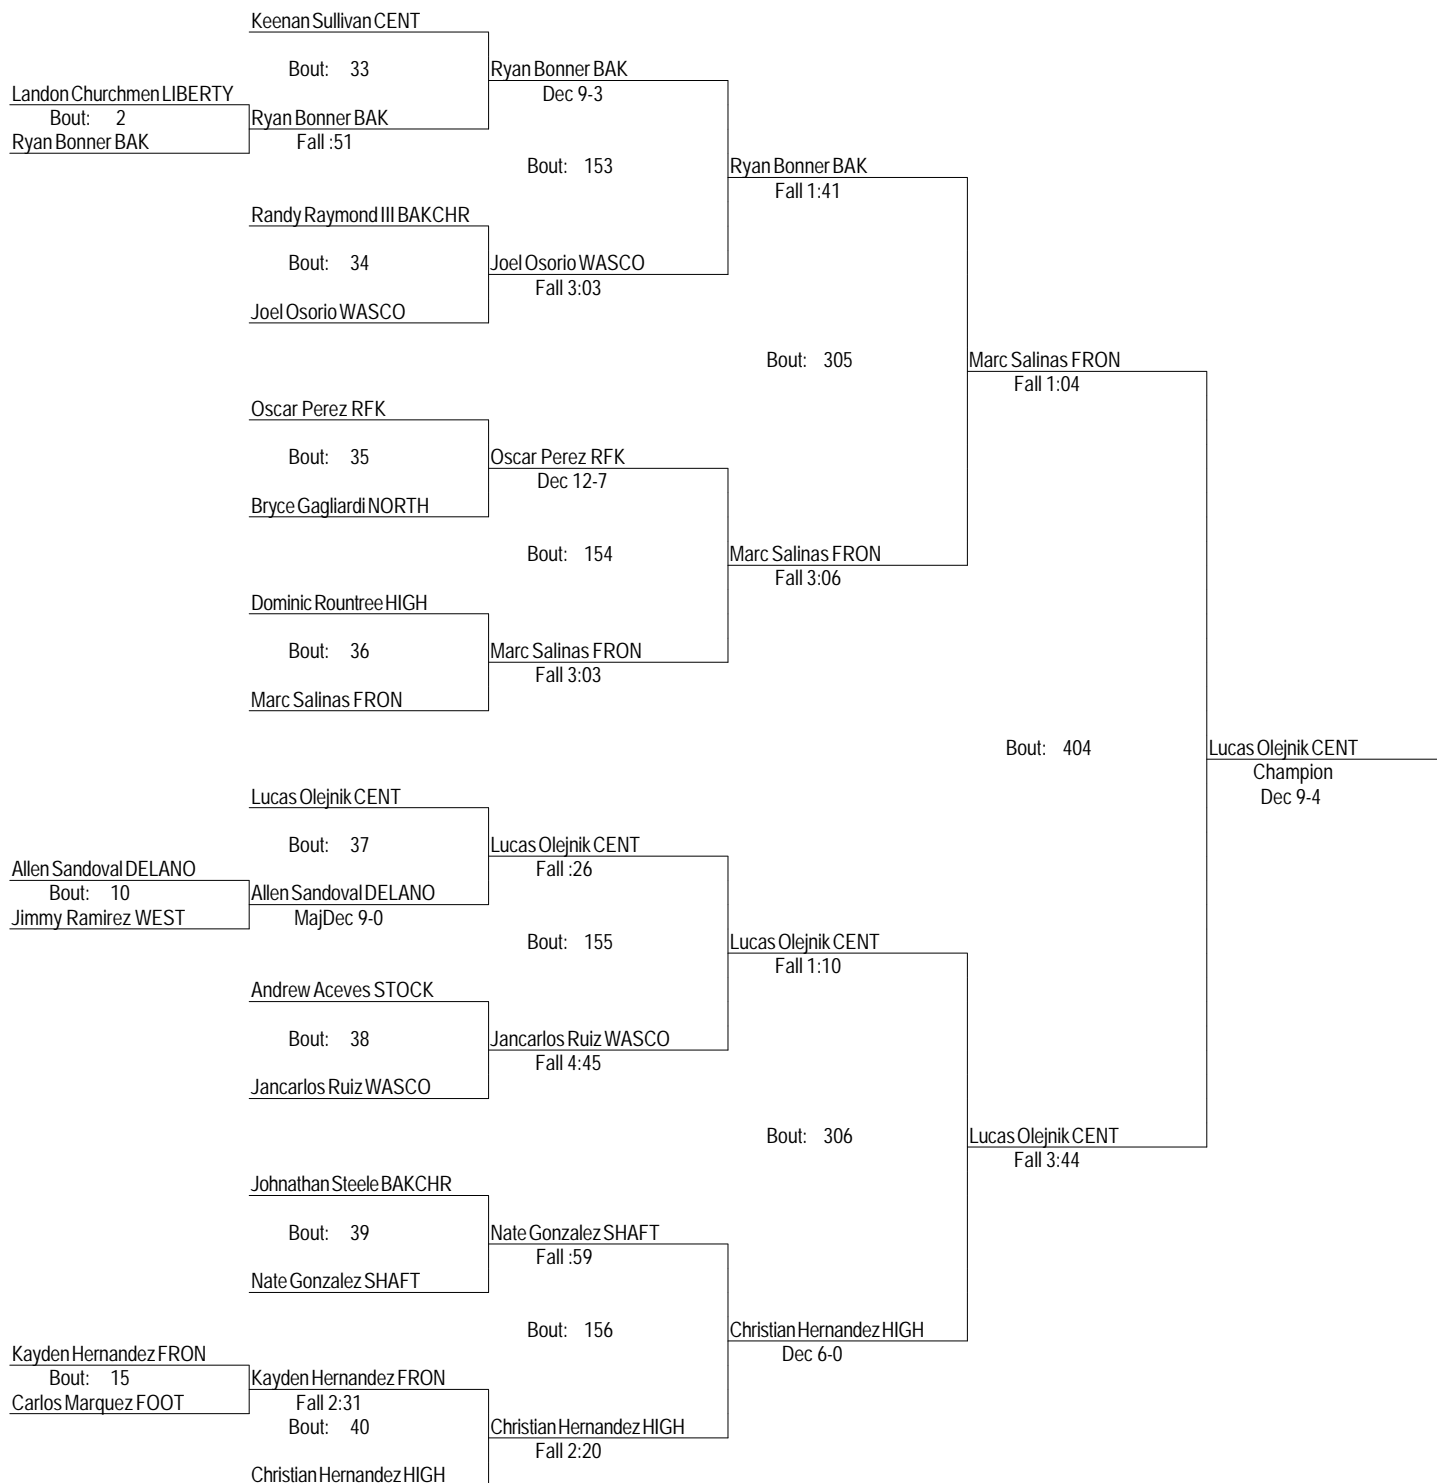 Keenan Sullivan CENT
Bout: 33
Ryan Bonner BAK
Dec 9-3
Landon Churchmen LIBERTY
Bout: 2
Ryan Bonner BAK
Ryan Bonner BAK
Fall :51
Bout: 153
Ryan Bonner BAK
Fall 1:41
Randy Raymond III BAKCHR
Bout: 34
Joel Osorio WASCO
Fall 3:03
Joel Osorio WASCO
Bout: 305
Marc Salinas FRON
Fall 1:04
Oscar Perez RFK
Bout: 35
Oscar Perez RFK
Dec 12-7
Bryce Gagliardi NORTH
Bout: 154
Marc Salinas FRON
Fall 3:06
Dominic Rountree HIGH
Bout: 36
Marc Salinas FRON
Fall 3:03
Marc Salinas FRON
Bout: 404
Lucas Olejnik CENT
Champion
Dec 9-4
Lucas Olejnik CENT
Bout: 37
Lucas Olejnik CENT
Fall :26
Allen Sandoval DELANO
Bout: 10
Jimmy Ramirez WEST
Allen Sandoval DELANO
MajDec 9-0
Bout: 155
Lucas Olejnik CENT
Fall 1:10
Andrew Aceves STOCK
Bout: 38
Jancarlos Ruiz WASCO
Fall 4:45
Jancarlos Ruiz WASCO
Bout: 306
Lucas Olejnik CENT
Fall 3:44
Johnathan Steele BAKCHR
Bout: 39
Nate Gonzalez SHAFT
Fall :59
Nate Gonzalez SHAFT
Bout: 156
Christian Hernandez HIGH
Dec 6-0
Kayden Hernandez FRON
Bout: 15
Carlos Marquez FOOT
Kayden Hernandez FRON
Fall 2:31
Bout: 40
Christian Hernandez HIGH
Fall 2:20
Christian Hernandez HIGH